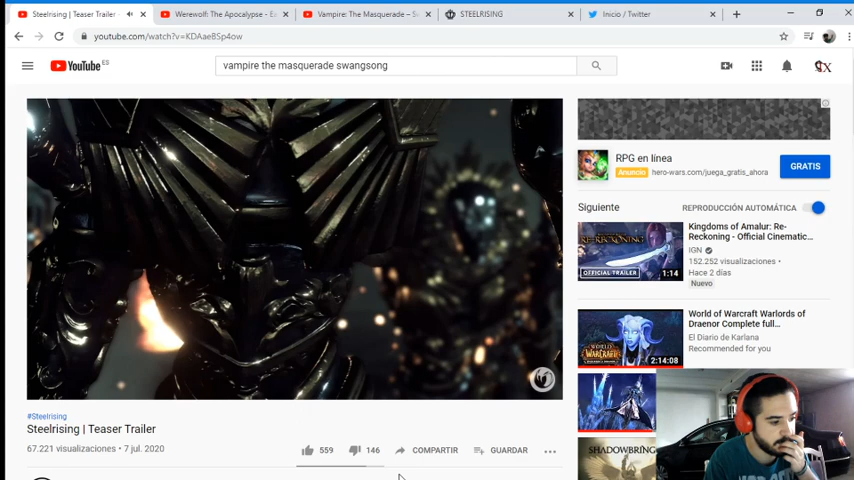 Steelrising | Teaser Trailer -
Werewolf: The Apocalypse - Ea
Vampire: The Masquerade – S
STEELRISING
Inicio / Twitter
youtube.com/watch?v=KDAaeBSp4ow
YouTube ES
vampire the masquerade swangsong
RPG en línea
Anuncio hero-wars.com/juega_gratis_ahora
GRATIS
Siguiente
REPRODUCCIÓN AUTOMÁTICA
RE-RECKONING
OFFICIAL TRAILER
1:14
Kingdoms of Amalur: Re-
Reckoning - Official Cinematic...
IGN
152.252 visualizaciones •
Hace 2 días
Nuevo
WORLD OF WARCRAFT
2:14:08
World of Warcraft Warlords of
Draenor Complete full...
El Diario de Karlana
Recommended for you
SHADOWBRING
#Steelrising
Steelrising | Teaser Trailer
67.221 visualizaciones • 7 jul. 2020
559
146
COMPARTIR
GUARDAR